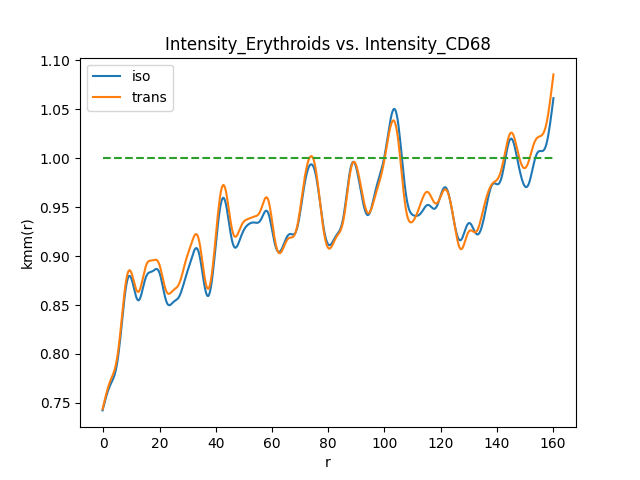 Intensity_Erythroids vs. Intensity_CD68
iso
trans
kmm(r)
1.10
1.05
1.00
0.95
0.90
0.85
0.80
0.75
0 20 40 60 80 100 120 140 160
r